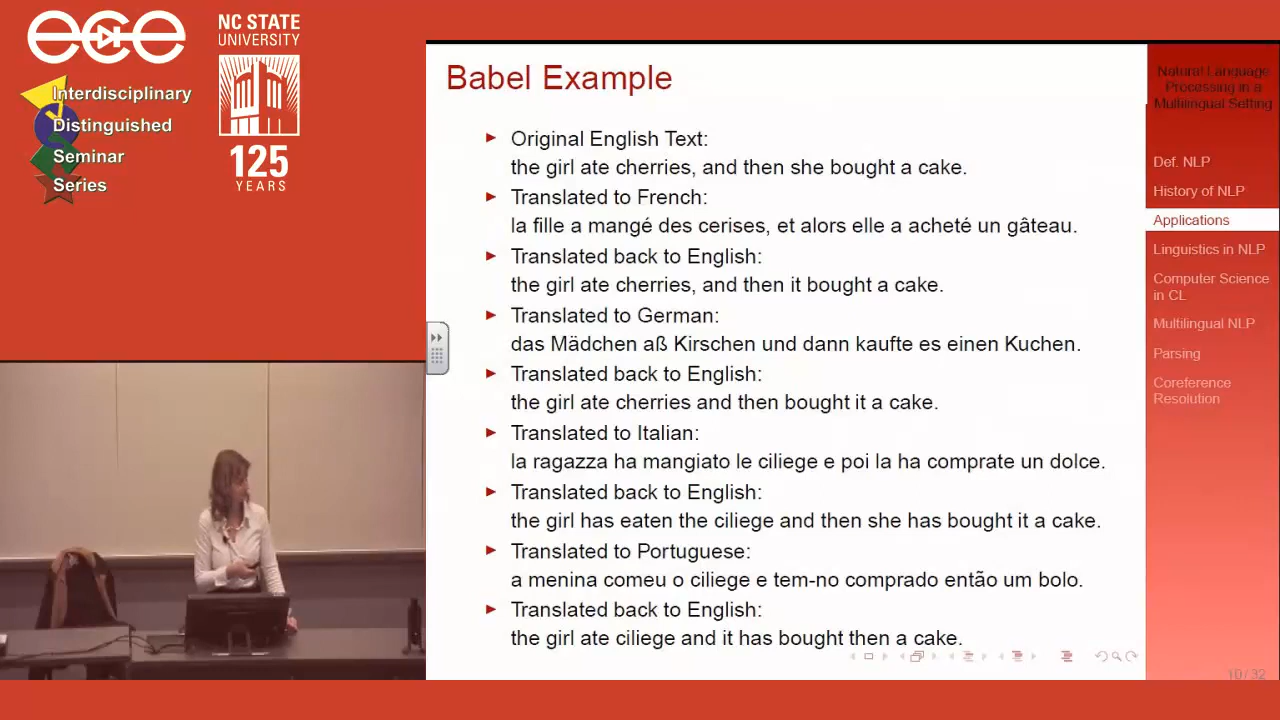 ece
NC STATE
UNIVERSITY
Interdisciplinary
Distinguished
Seminar
Series
125
YEARS
Babel Example
Original English Text:
the girl ate cherries, and then she bought a cake.
Translated to French:
la fille a mangé des cerises, et alors elle a acheté un gâteau.
Translated back to English:
the girl ate cherries, and then it bought a cake.
Translated to German:
das Mädchen aß Kirschen und dann kaufte es einen Kuchen.
Translated back to English:
the girl ate cherries and then bought it a cake.
Translated to Italian:
la ragazza ha mangiato le ciliege e poi la ha comprate un dolce.
Translated back to English:
the girl has eaten the ciliege and then she has bought it a cake.
Translated to Portuguese:
a menina comeu o ciliege e tem-no comprado então um bolo.
Translated back to English:
the girl ate ciliege and it has bought then a cake.
Natural Language
Processing in a
Multilingual Setting
Def. NLP
History of NLP
Applications
Linguistics in NLP
Computer Science
in CL
Multilingual NLP
Parsing
Coreference
Resolution
10 / 32